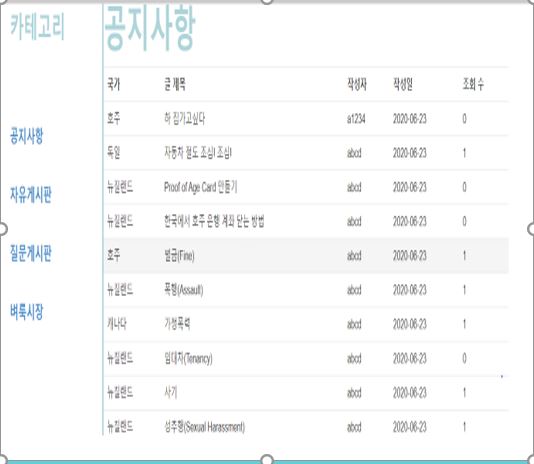 카테고리
공지사항
자유게시판
질문게시판
벼룩시장
공지사항
국가 글 제목 작성자 작성일 조회 수
호주 하 집가고싶다 a1234 2020-06-23 0
독일 자동차 절도 조심! 조심! abcd 2020-06-23 1
뉴질랜드 Proof of Age Card 만들기 abcd 2020-06-23 0
뉴질랜드 한국에서 호주 은행 계좌 닫는 방법 abcd 2020-06-23 0
호주 벌금(Fine) abcd 2020-06-23 1
뉴질랜드 폭행(Assault) abcd 2020-06-23 1
캐나다 가정폭력 abcd 2020-06-23 1
뉴질랜드 임대차(Tenancy) abcd 2020-06-23 0
뉴질랜드 사기 abcd 2020-06-23 1
뉴질랜드 성추행(Sexual Harassment) abcd 2020-06-23 1